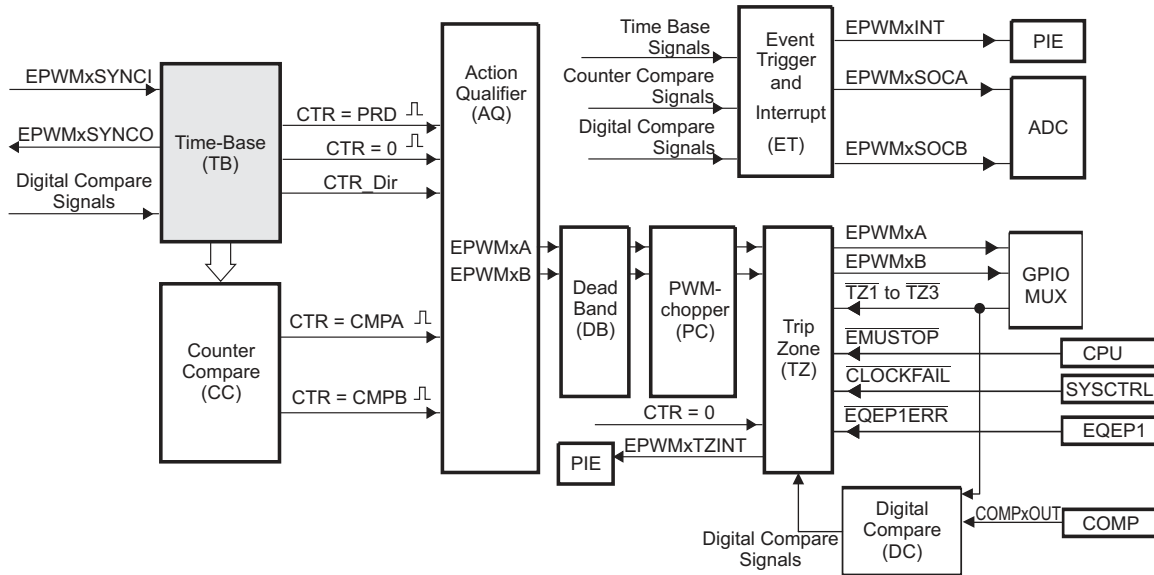 EPWMxSYNCI
EPWMxSYNCO
Digital Compare
Signals
Time-Base
(TB)
CTR = PRD
CTR = 0
CTR_Dir
Counter
Compare
(CC)
CTR = CMPA
CTR = CMPB
Action
Qualifier
(AQ)
EPWMxA
EPWMxB
Time Base
Signals
Counter Compare
Signals
Digital Compare
Signals
Event
Trigger
and
Interrupt
(ET)
EPWMxINT
EPWMxSOCA
EPWMxSOCB
PIE
ADC
Dead
Band
(DB)
PWM-
chopper
(PC)
Trip
Zone
(TZ)
EPWMxA
EPWMxB
TZ1 to TZ3
EMUSTOP
CLOCKFAIL
EQEP1ERR
GPIO
MUX
CPU
SYSCTRL
EQEP1
CTR = 0
EPWMxTZINT
PIE
Digital Compare
Signals
Digital
Compare
(DC)
COMPxOUT
COMP